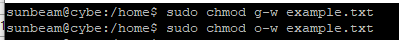 sunbeam@cybe:/home$ sudo chmod g-w example.txt
sunbeam@cybe:/home$ sudo chmod o-w example.txt